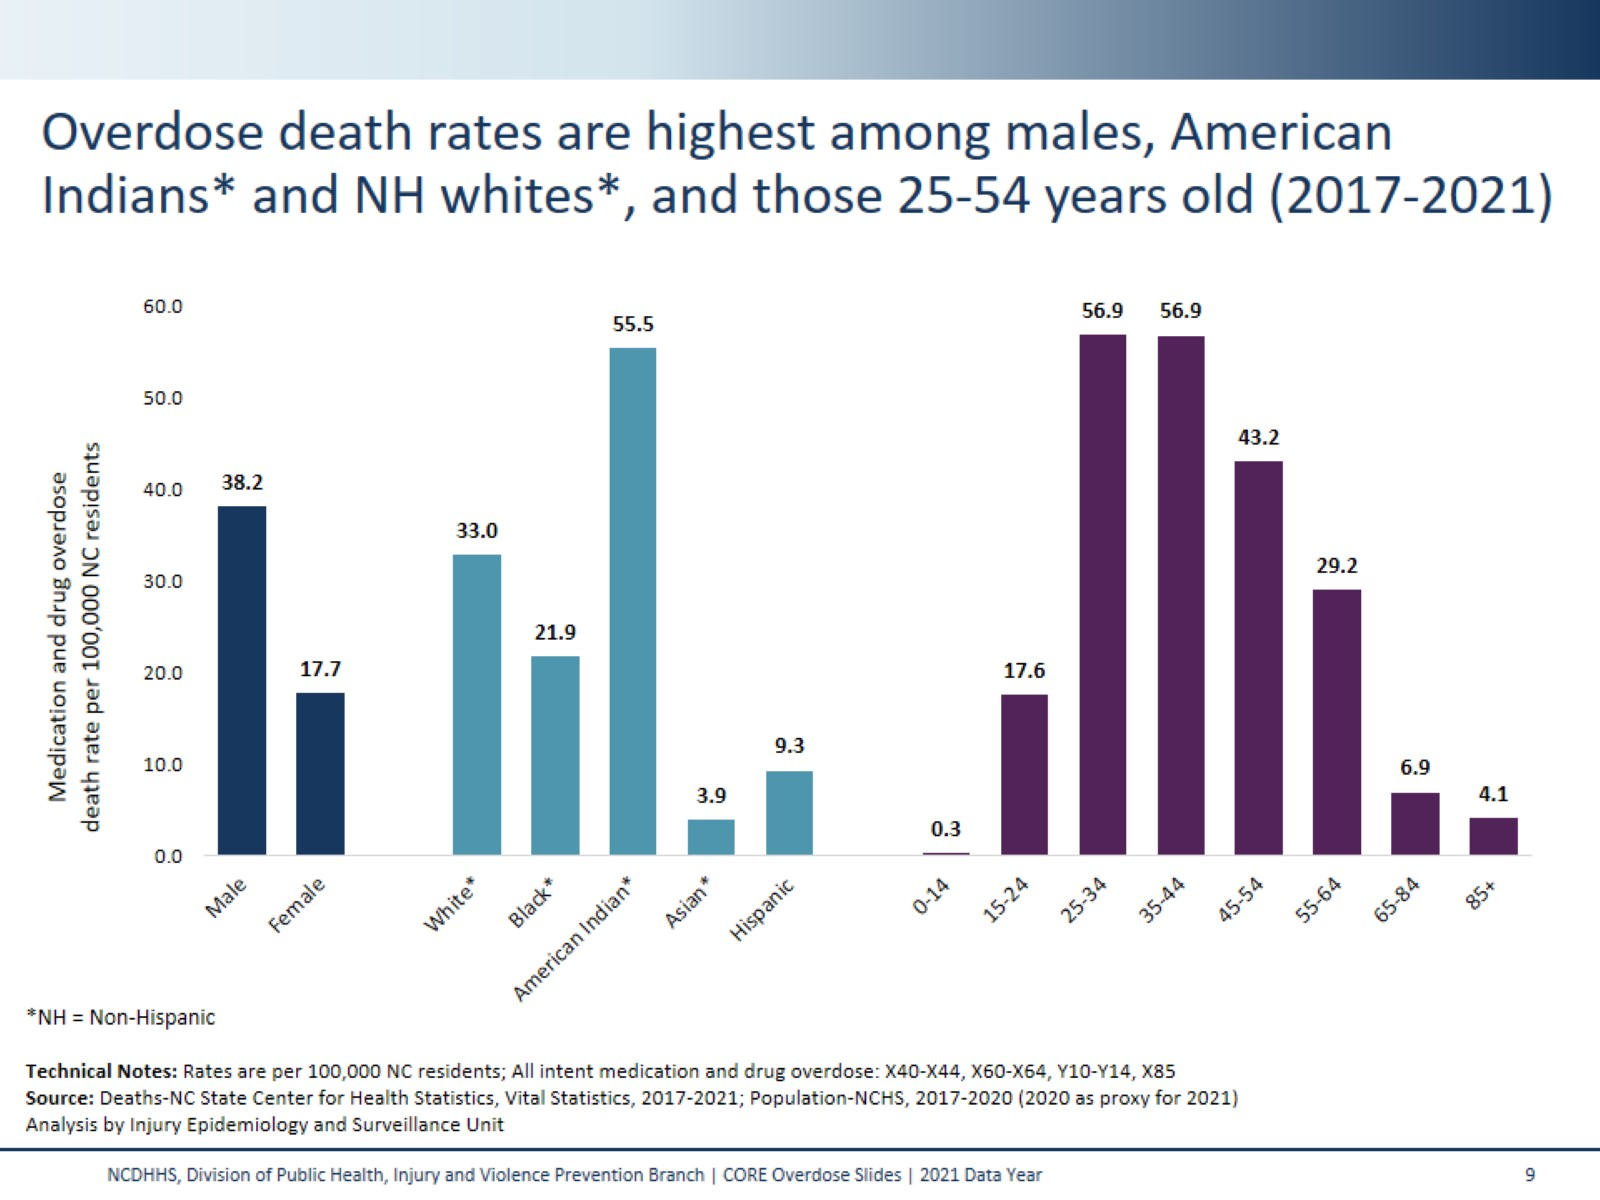 Overdose death rates are highest among males, American
Indians* and NH whites*, and those 25-54 years old (2017-2021)
Medication and drug overdose
death rate per 100,000 NC residents
60.0
50.0
40.0
30.0
20.0
10.0
0.0
38.2
17.7
33.0
21.9
55.5
3.9
9.3
0.3
17.6
56.9
56.9
43.2
29.2
6.9
4.1
Male
Female
White*
Black*
American Indian*
Asian*
Hispanic
0-14
15-24
25-34
35-44
45-54
55-64
65-84
85+
*NH = Non-Hispanic
Technical Notes: Rates are per 100,000 NC residents; All intent medication and drug overdose: X40-X44, X60-X64, Y10-Y14, X85
Source: Deaths-NC State Center for Health Statistics, Vital Statistics, 2017-2021; Population-NCHS, 2017-2020 (2020 as proxy for 2021)
Analysis by Injury Epidemiology and Surveillance Unit
NCDHHS, Division of Public Health, Injury and Violence Prevention Branch | CORE Overdose Slides | 2021 Data Year
9